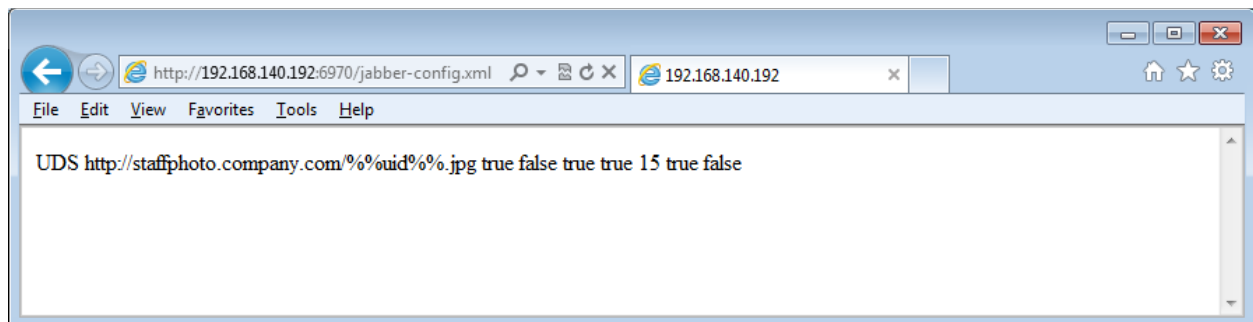 http://192.168.140.192:6970/jabber-config.xml
192.168.140.192
File Edit View Favorites Tools Help
UDS http://staffphoto.company.com/%%uid%%.jpg true false true true 15 true false